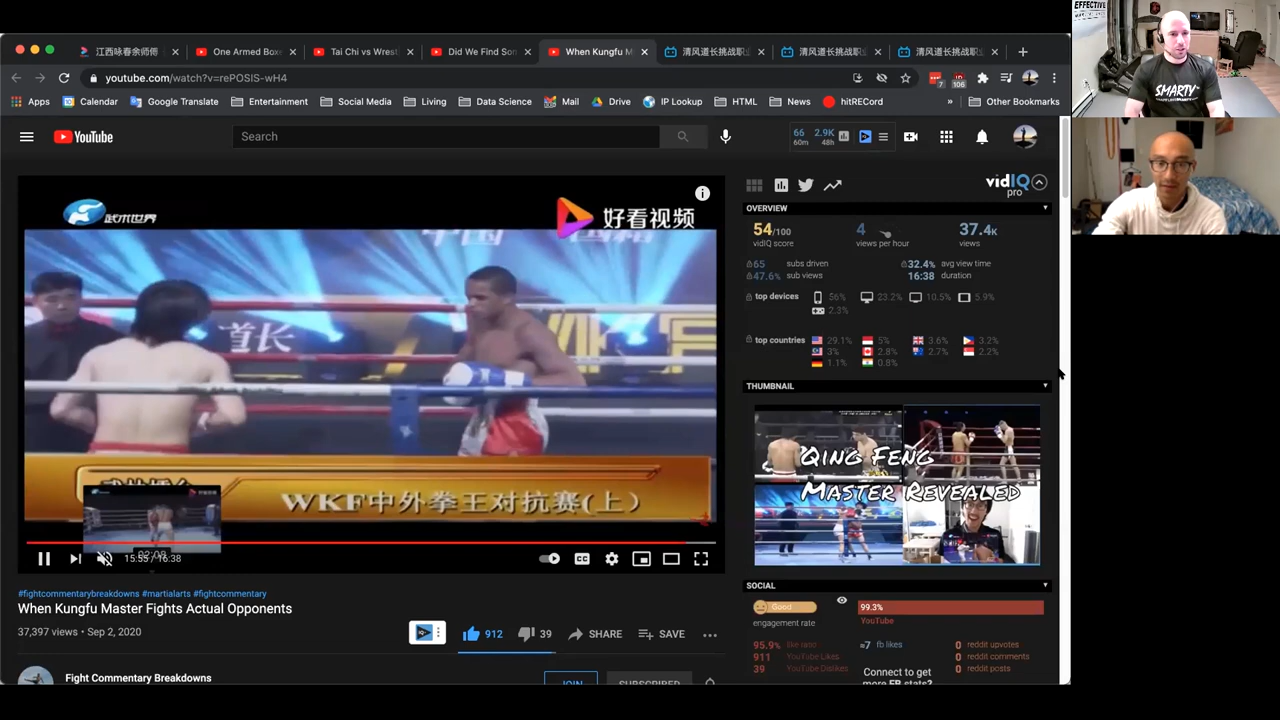 EFFECTIVE
SMARTY
江西咏春余师傅
One Armed Box
Tai Chi vs Wrest
Did We Find Son
When Kungfu M
清风道长挑战职
清风道长挑战职
清风道长挑战职
youtube.com/watch?v=rePOSIS-wH4
7
106
Apps
Calendar
Google Translate
Entertainment
Social Media
Living
Data Science
Mail
Drive
IP Lookup
HTML
News
hitRECord
»
Other Bookmarks
YouTube
Search
66 2.9K
60m 48h
武术世界
好看视频
中国
首长
WKF中外拳王对抗赛(上)
15:55 / 16:38
CC
#fightcommentarybreakdowns #martialarts #fightcommentary
When Kungfu Master Fights Actual Opponents
37,397 views • Sep 2, 2020
912
39
SHARE
SAVE
Fight Commentary Breakdowns
JOIN
SUBSCRIBED
vidIQ
pro
OVERVIEW
54/100 4 37.4K
vidIQ score views per hour views
65 subs driven 32.4% avg view time
47.6% sub views 16:38 duration
top devices 56% 23.2% 10.5% 5.9%
2.3%
top countries 29.1% 5% 3.6% 3.2%
3% 2.8% 2.7% 2.2%
1.1% 0.8%
THUMBNAIL
QING FENG
MASTER REVEALED
SOCIAL
Good 99.3%
engagement rate YouTube
95.9% like ratio ≈7 fb likes 0 reddit upvotes
911 YouTube Likes 0 reddit comments
39 YouTube Dislikes Connect to get 0 reddit posts
more FB stats?